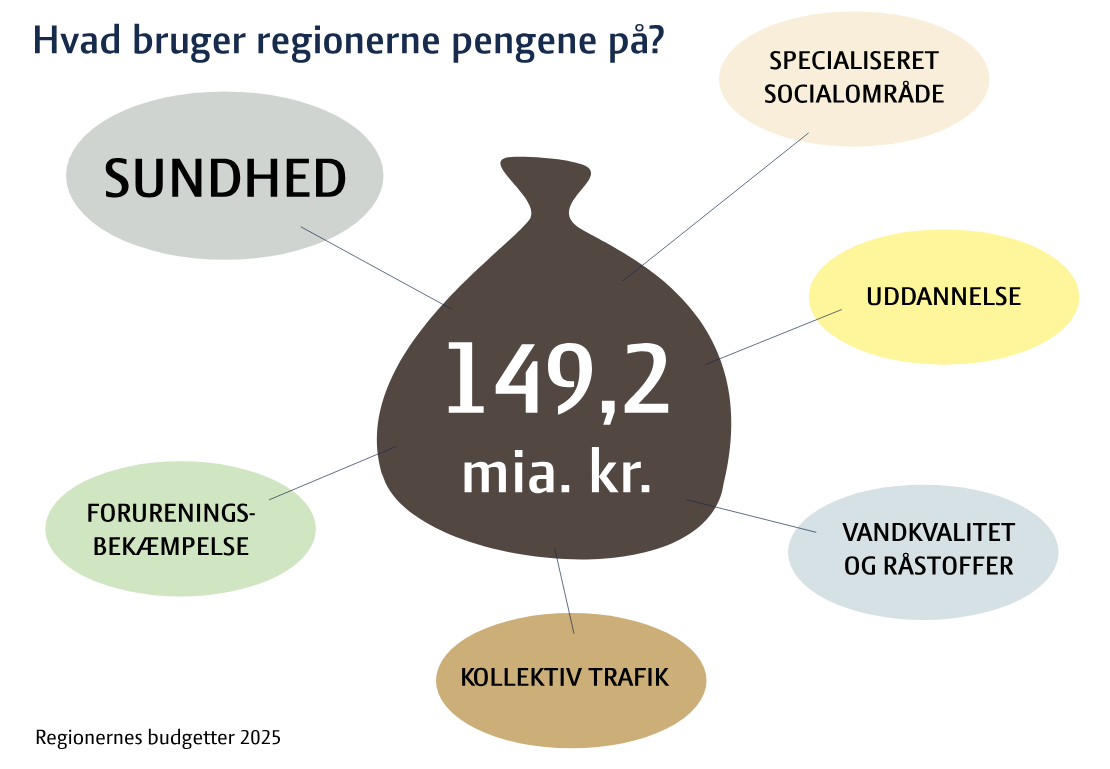 Hvad bruger regionerne pengene på?
SPECIALISERET
SOCIALOMRÅDE
SUNDHED
UDDANNELSE
149,2
mia. kr.
FORURENINGS-
BEKÆMPELSE
VANDKVALITET
OG RÅSTOFFER
KOLLEKTIV TRAFIK
Regionernes budgetter 2025